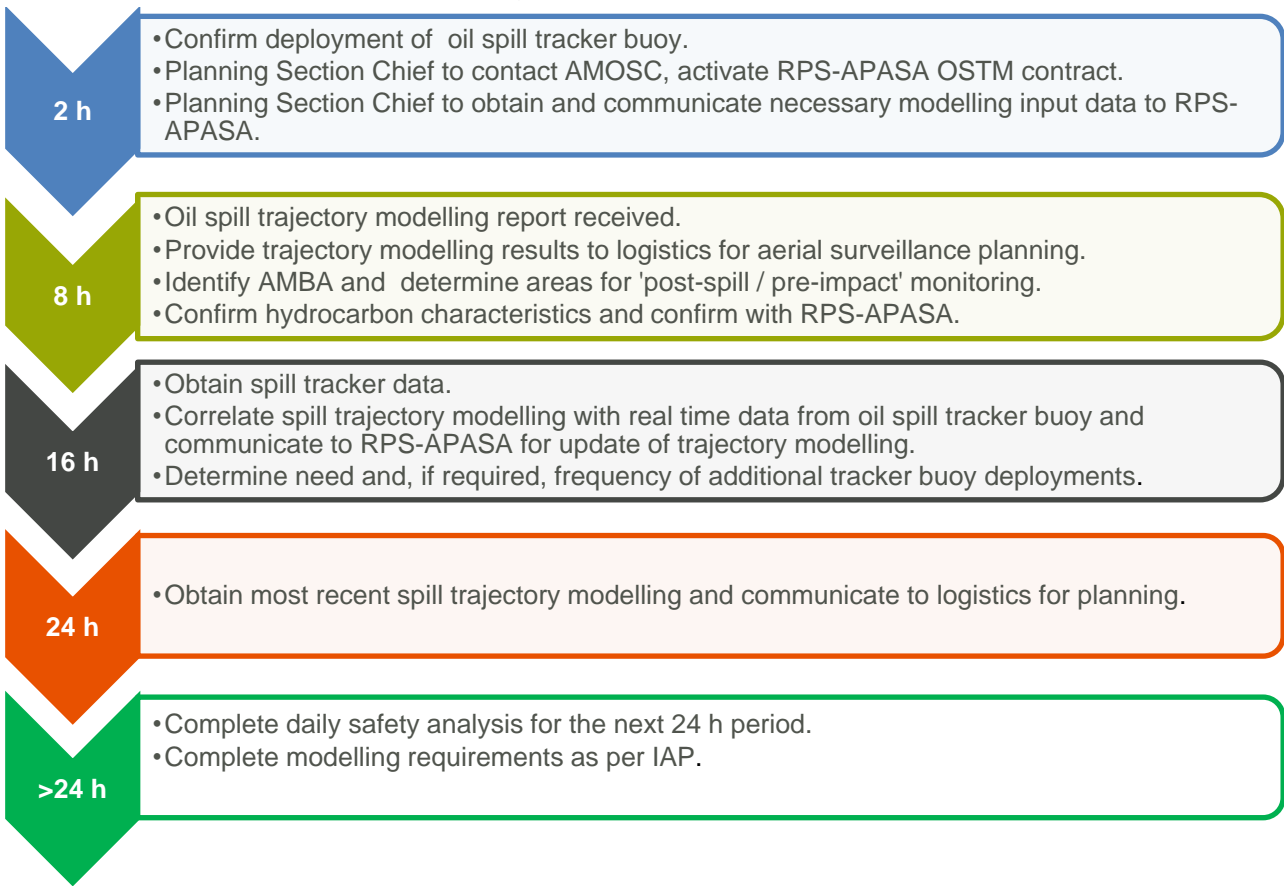 2 h
•Confirm deployment of  oil spill tracker buoy.
•Planning Section Chief to contact AMOSC, activate RPS-APASA OSTM contract.
•Planning Section Chief to obtain and communicate necessary modelling input data to RPS-
APASA.
8 h
•Oil spill trajectory modelling report received.
•Provide trajectory modelling results to logistics for aerial surveillance planning.
•Identify AMBA and  determine areas for 'post-spill / pre-impact' monitoring.
•Confirm hydrocarbon characteristics and confirm with RPS-APASA.
16 h
•Obtain spill tracker data.
•Correlate spill trajectory modelling with real time data from oil spill tracker buoy and
communicate to RPS-APASA for update of trajectory modelling.
•Determine need and, if required, frequency of additional tracker buoy deployments.
24 h
•Obtain most recent spill trajectory modelling and communicate to logistics for planning.
>24 h
•Complete daily safety analysis for the next 24 h period.
•Complete modelling requirements as per IAP.